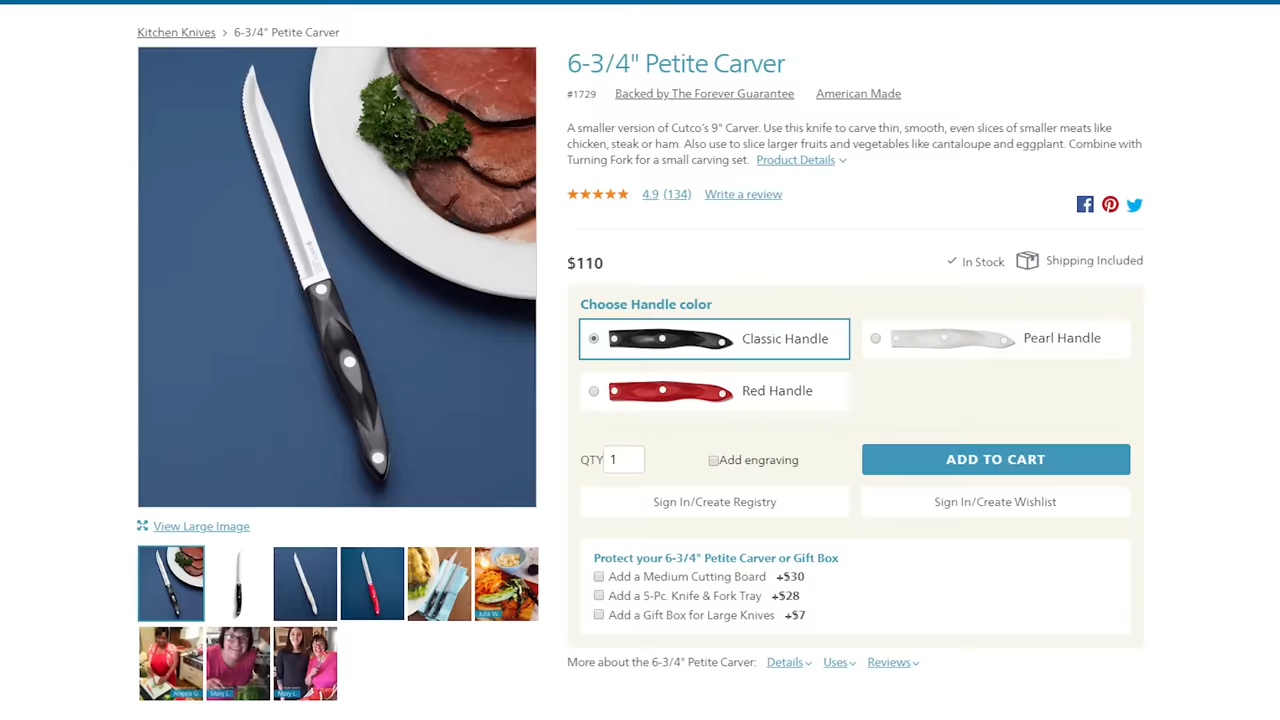 Kitchen Knives > 6-3/4" Petite Carver
6-3/4" Petite Carver
#1729 Backed by The Forever Guarantee American Made
A smaller version of Cutco's 9" Carver. Use this knife to carve thin, smooth, even slices of smaller meats like
chicken, steak or ham. Also use to slice larger fruits and vegetables like cantaloupe and eggplant. Combine with
Turning Fork for a small carving set. Product Details
4.9 (134) Write a review
$110
In Stock Shipping Included
Choose Handle color
Classic Handle
Pearl Handle
Red Handle
QTY 1 Add engraving
ADD TO CART
Sign In/Create Registry
Sign In/Create Wishlist
View Large Image
Protect your 6-3/4" Petite Carver or Gift Box
Add a Medium Cutting Board +$30
Add a 5-Pc. Knife & Fork Tray +$28
Add a Gift Box for Large Knives +$7
Julie W.
Angela G.
Mary L.
Mary L.
More about the 6-3/4" Petite Carver: Details Uses Reviews